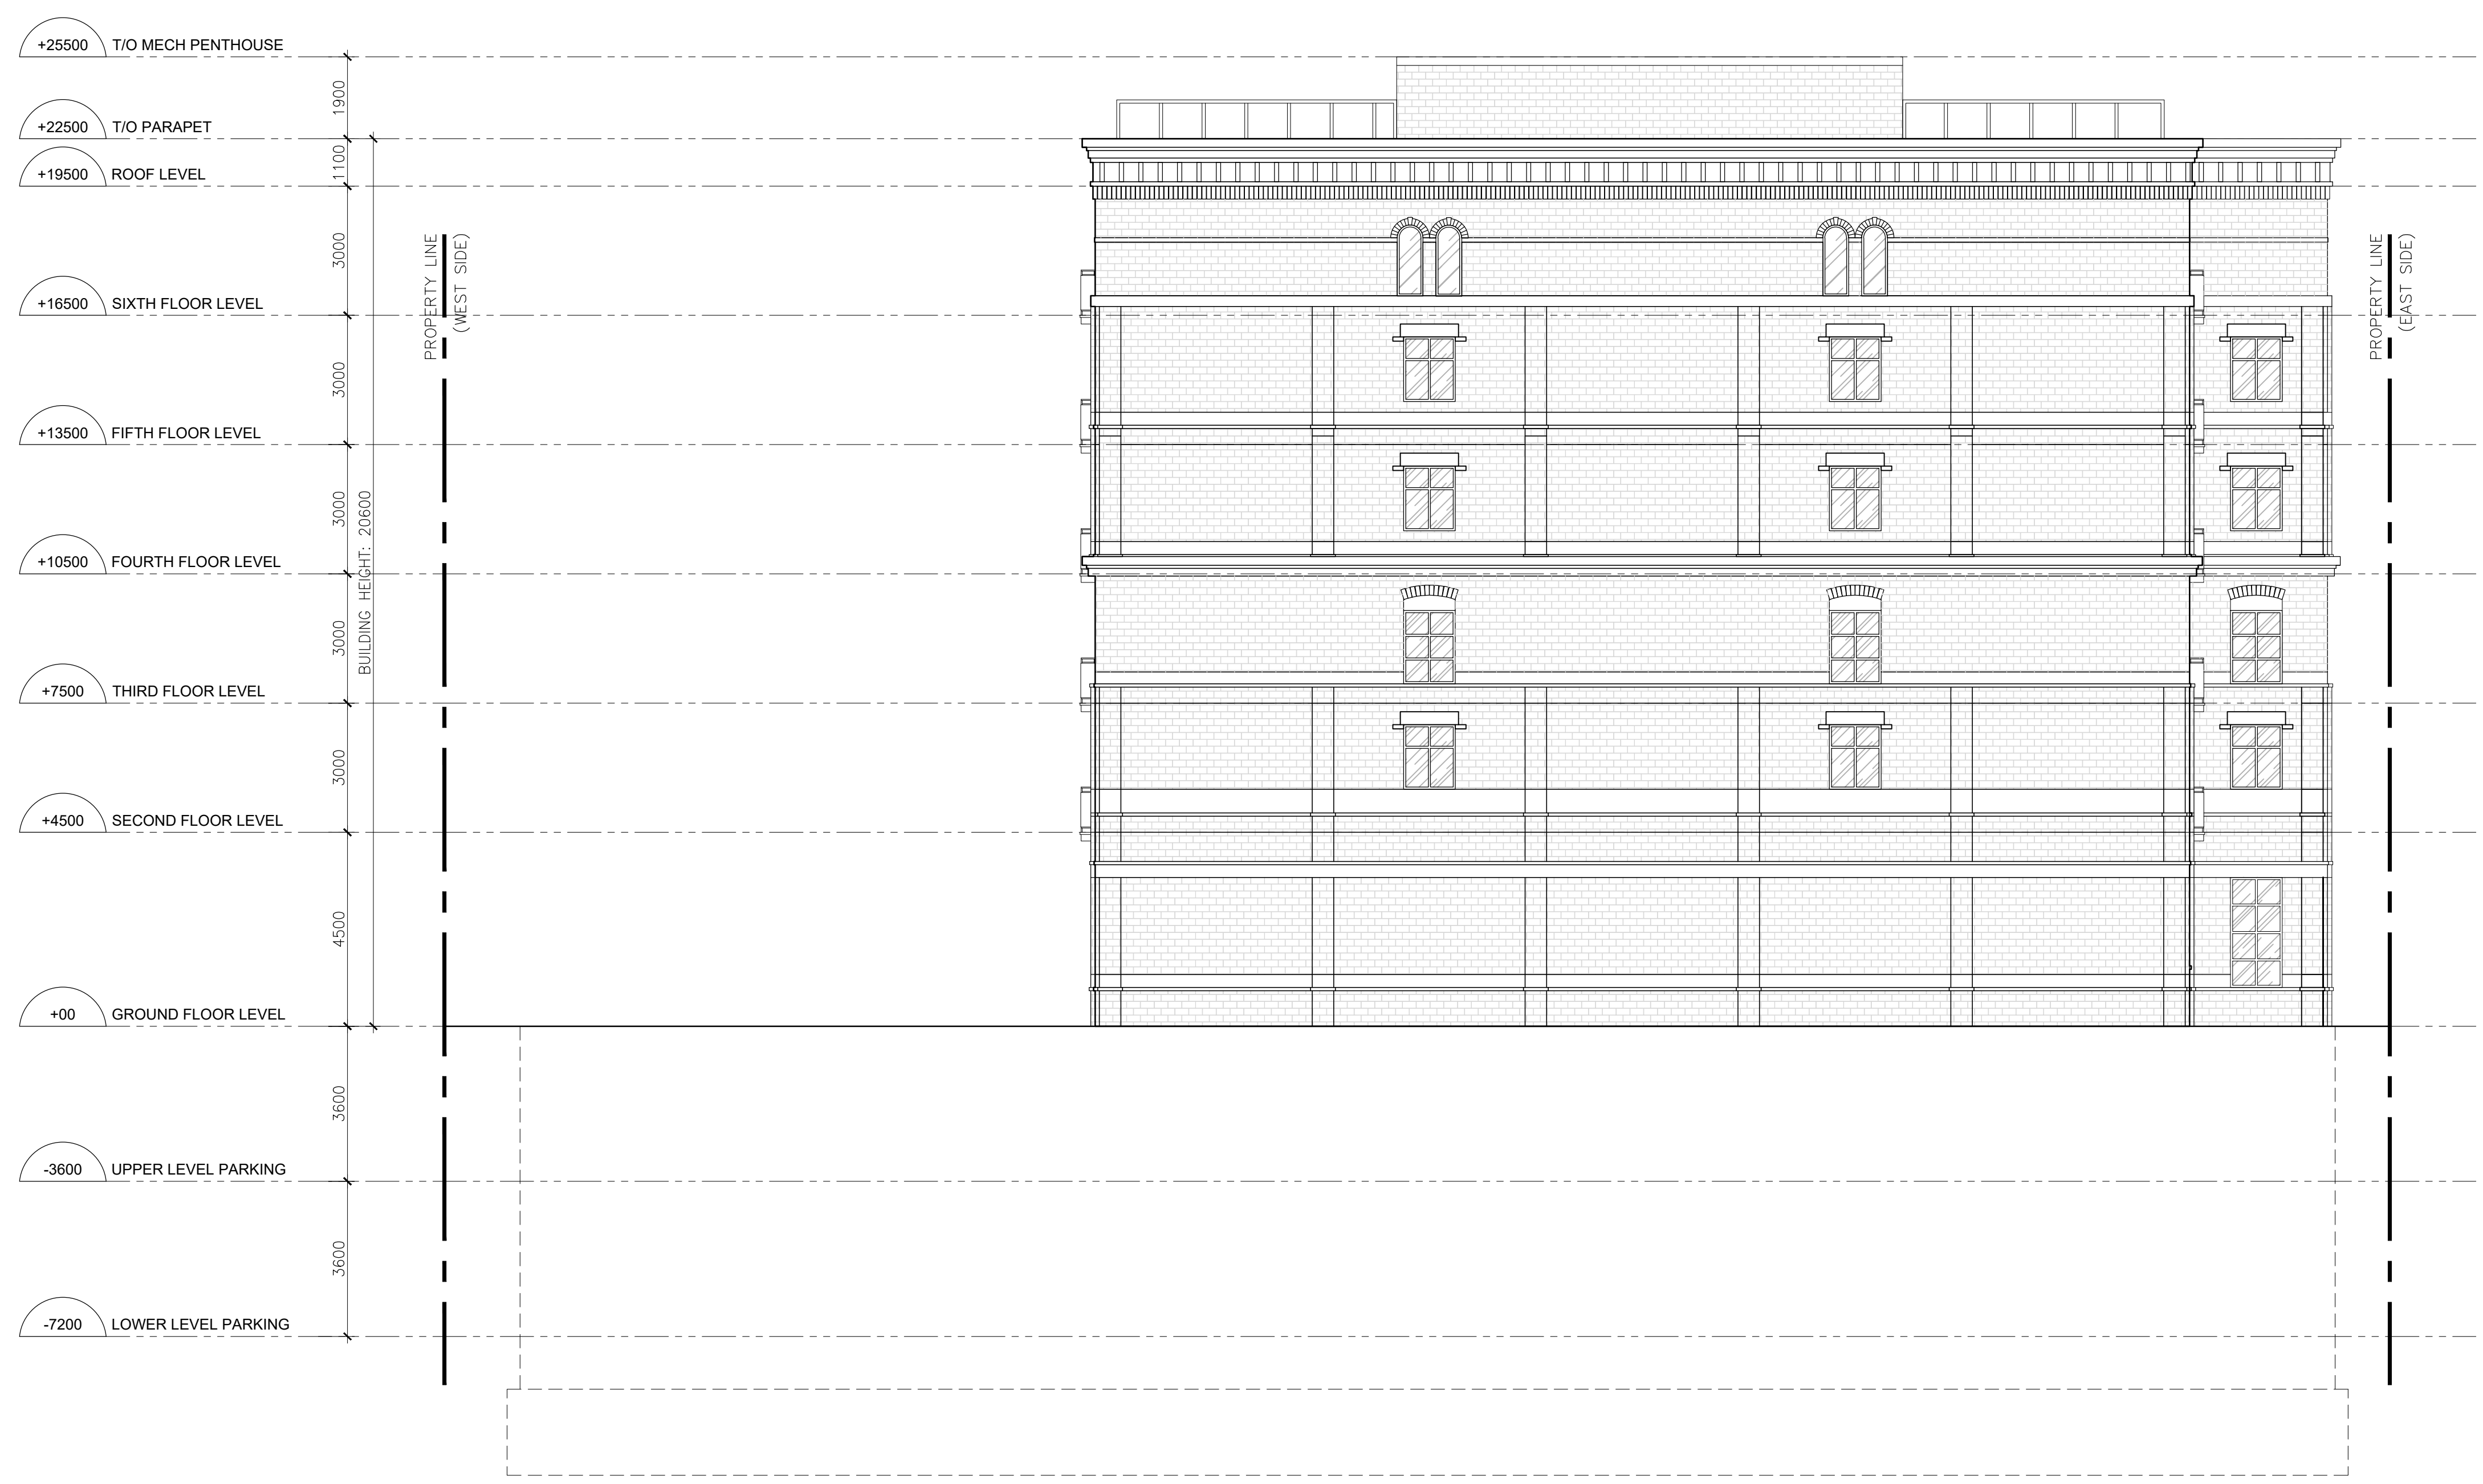 +25500 T/O MECH PENTHOUSE
1900
+22500 T/O PARAPET
1100
+19500 ROOF LEVEL
3000
PROPERTY LINE
(WEST SIDE)
PROPERTY LINE
(EAST SIDE)
+16500 SIXTH FLOOR LEVEL
3000
+13500 FIFTH FLOOR LEVEL
3000
BUILDING HEIGHT: 20600
+10500 FOURTH FLOOR LEVEL
3000
+7500 THIRD FLOOR LEVEL
3000
+4500 SECOND FLOOR LEVEL
4500
+00 GROUND FLOOR LEVEL
3600
-3600 UPPER LEVEL PARKING
3600
-7200 LOWER LEVEL PARKING